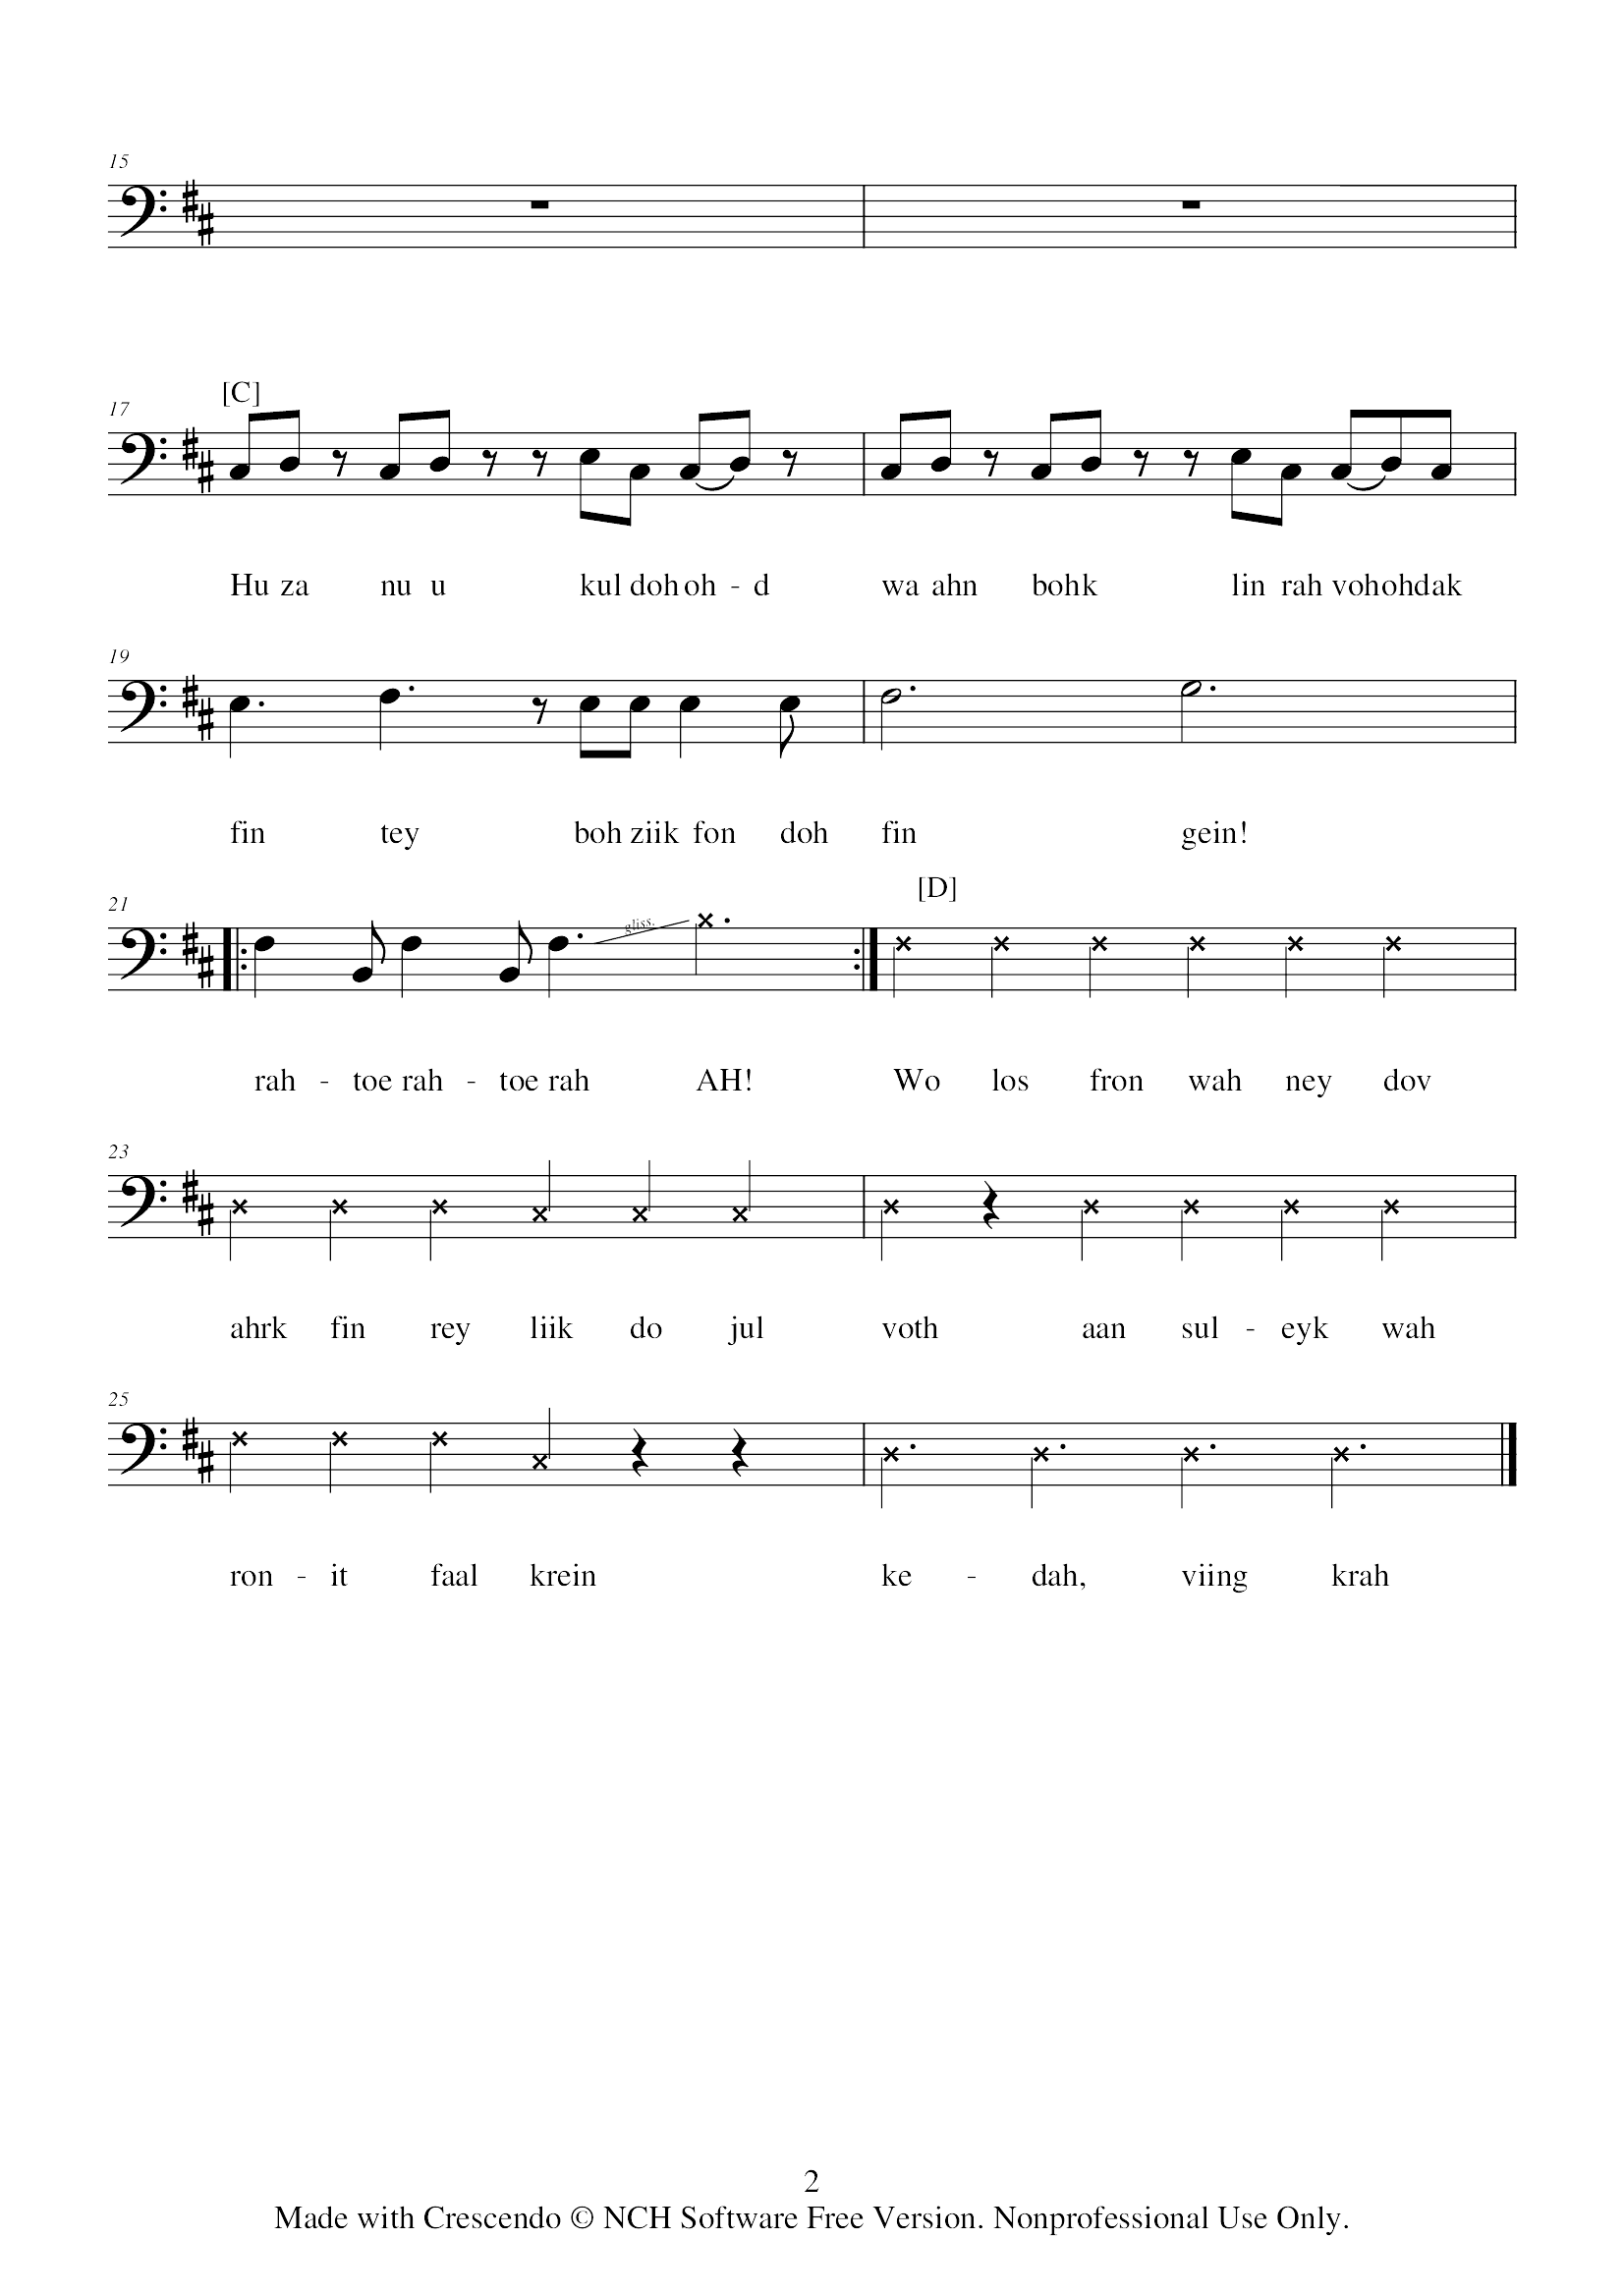 15
[C]
17
Hu za nu u kul doh oh - d wa ahn bohk lin rah vohohdak
19
fin tey boh ziik fon doh fin gein!
[D]
21
gliss.
rah - toe rah - toe rah AH! Wo los fron wah ney dov
23
ahrk fin rey liik do jul voth aan sul - eyk wah
25
ron - it faal krein ke - dah, viing krah
2
Made with Crescendo © NCH Software Free Version. Nonprofessional Use Only.